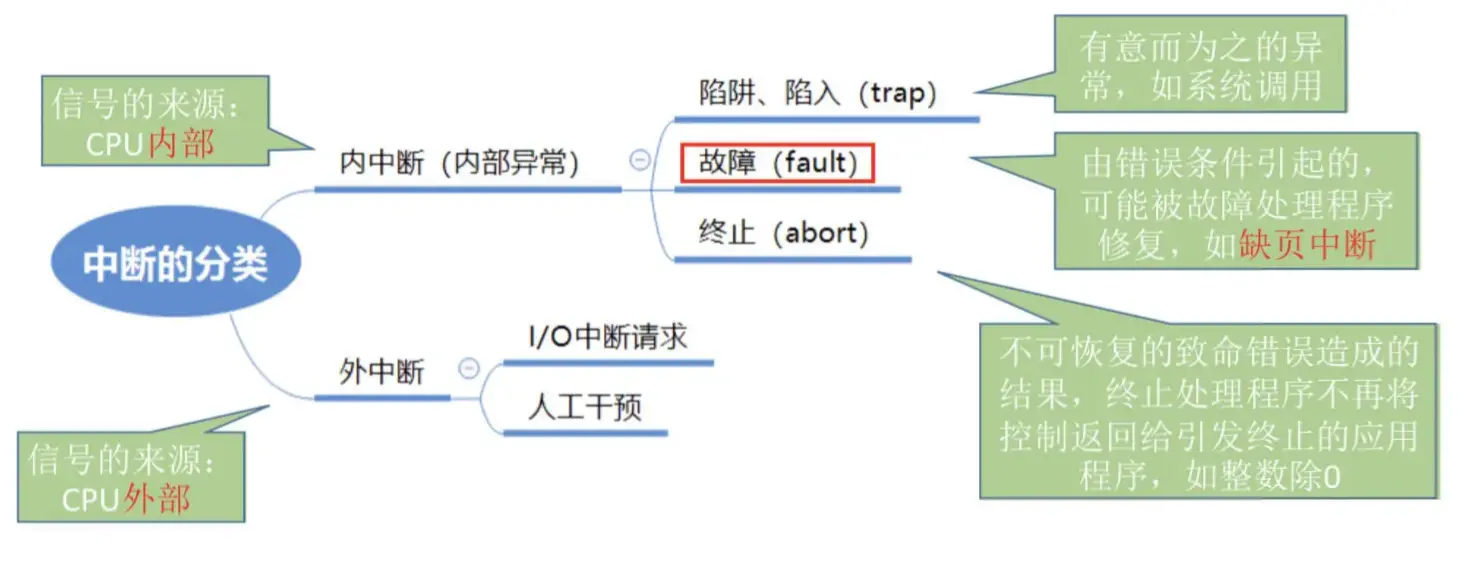 中断的分类
信号的来源：
CPU内部
内中断（内部异常）
陷阱、陷入（trap）
有意而为之的异
常，如系统调用
故障（fault）
由错误条件引起的，
可能被故障处理程序
修复，如缺页中断
终止（abort）
不可恢复的致命错误造成的
结果，终止处理程序不再将
控制返回给引发终止的应用
程序，如整数除0
外中断
I/O中断请求
人工干预
信号的来源：
CPU外部